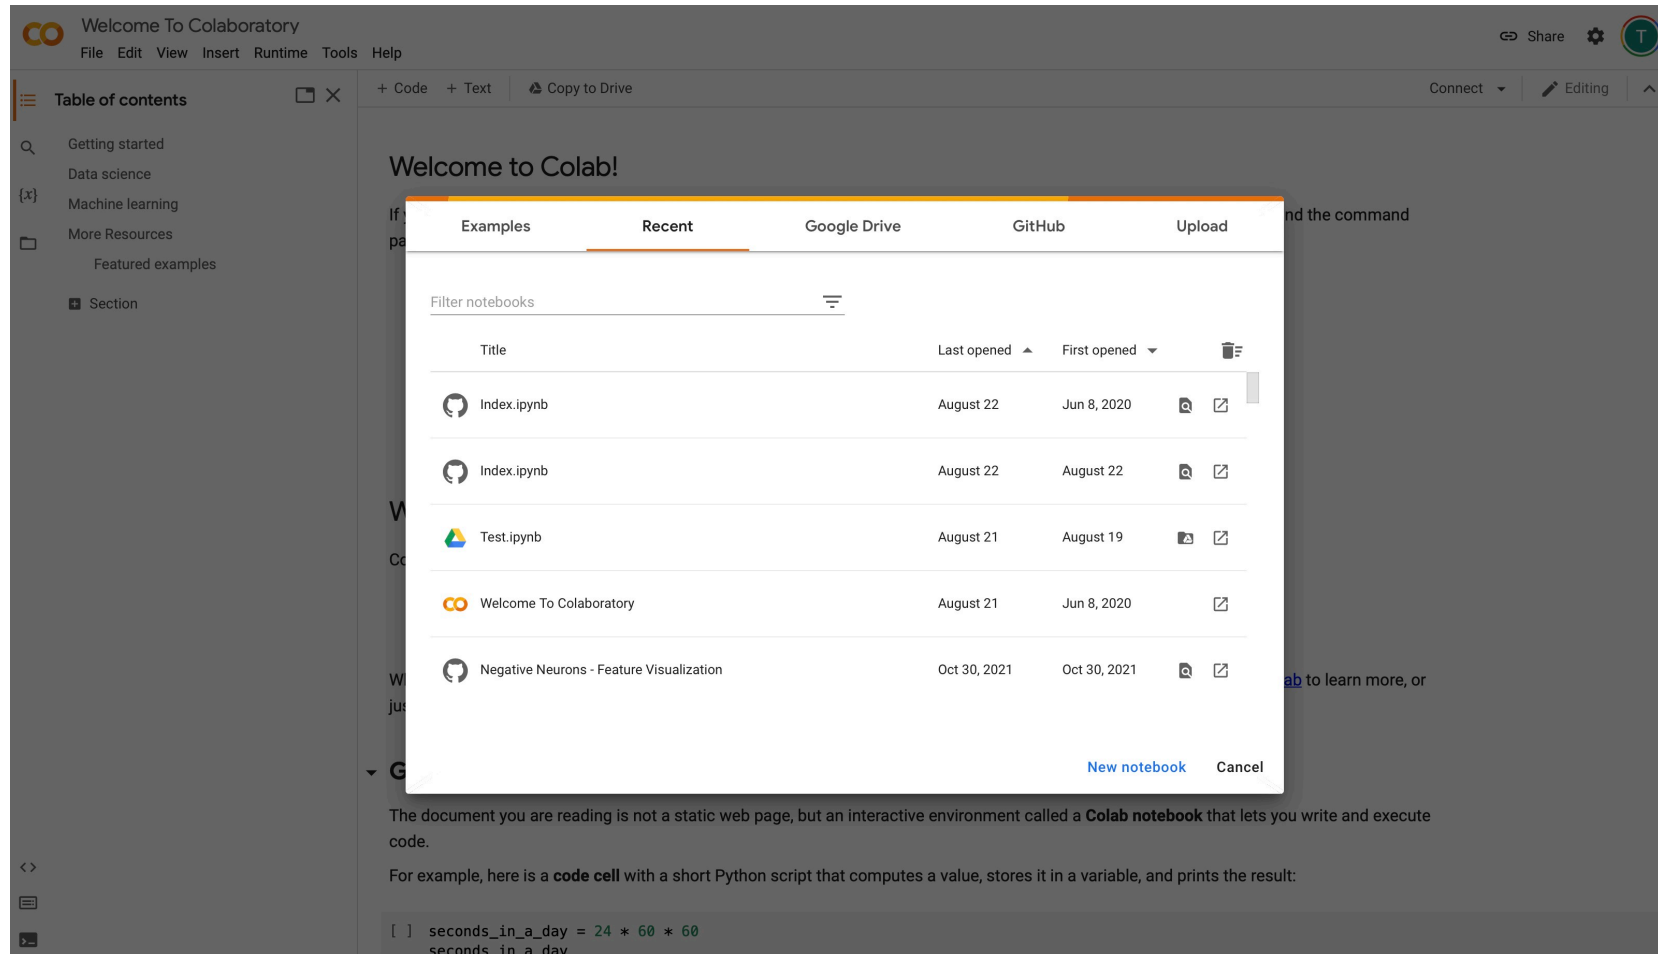 Welcome To Colaboratory
File Edit View Insert Runtime Tools Help
Share
T
Table of contents
+ Code + Text Copy to Drive
Connect Editing
Getting started
Data science
{x}
Machine learning
More Resources
Featured examples
Section
Welcome to Colab!
If nd the command
pa
Examples Recent Google Drive GitHub Upload
Filter notebooks
Title Last opened First opened
Index.ipynb August 22 Jun 8, 2020
Index.ipynb August 22 August 22
Test.ipynb August 21 August 19
Welcome To Colaboratory August 21 Jun 8, 2020
Negative Neurons - Feature Visualization Oct 30, 2021 Oct 30, 2021
ab to learn more, or
jus
New notebook Cancel
G
The document you are reading is not a static web page, but an interactive environment called a Colab notebook that lets you write and execute
code.
For example, here is a code cell with a short Python script that computes a value, stores it in a variable, and prints the result:
[ ] seconds_in_a_day = 24 * 60 * 60
seconds_in_a_day